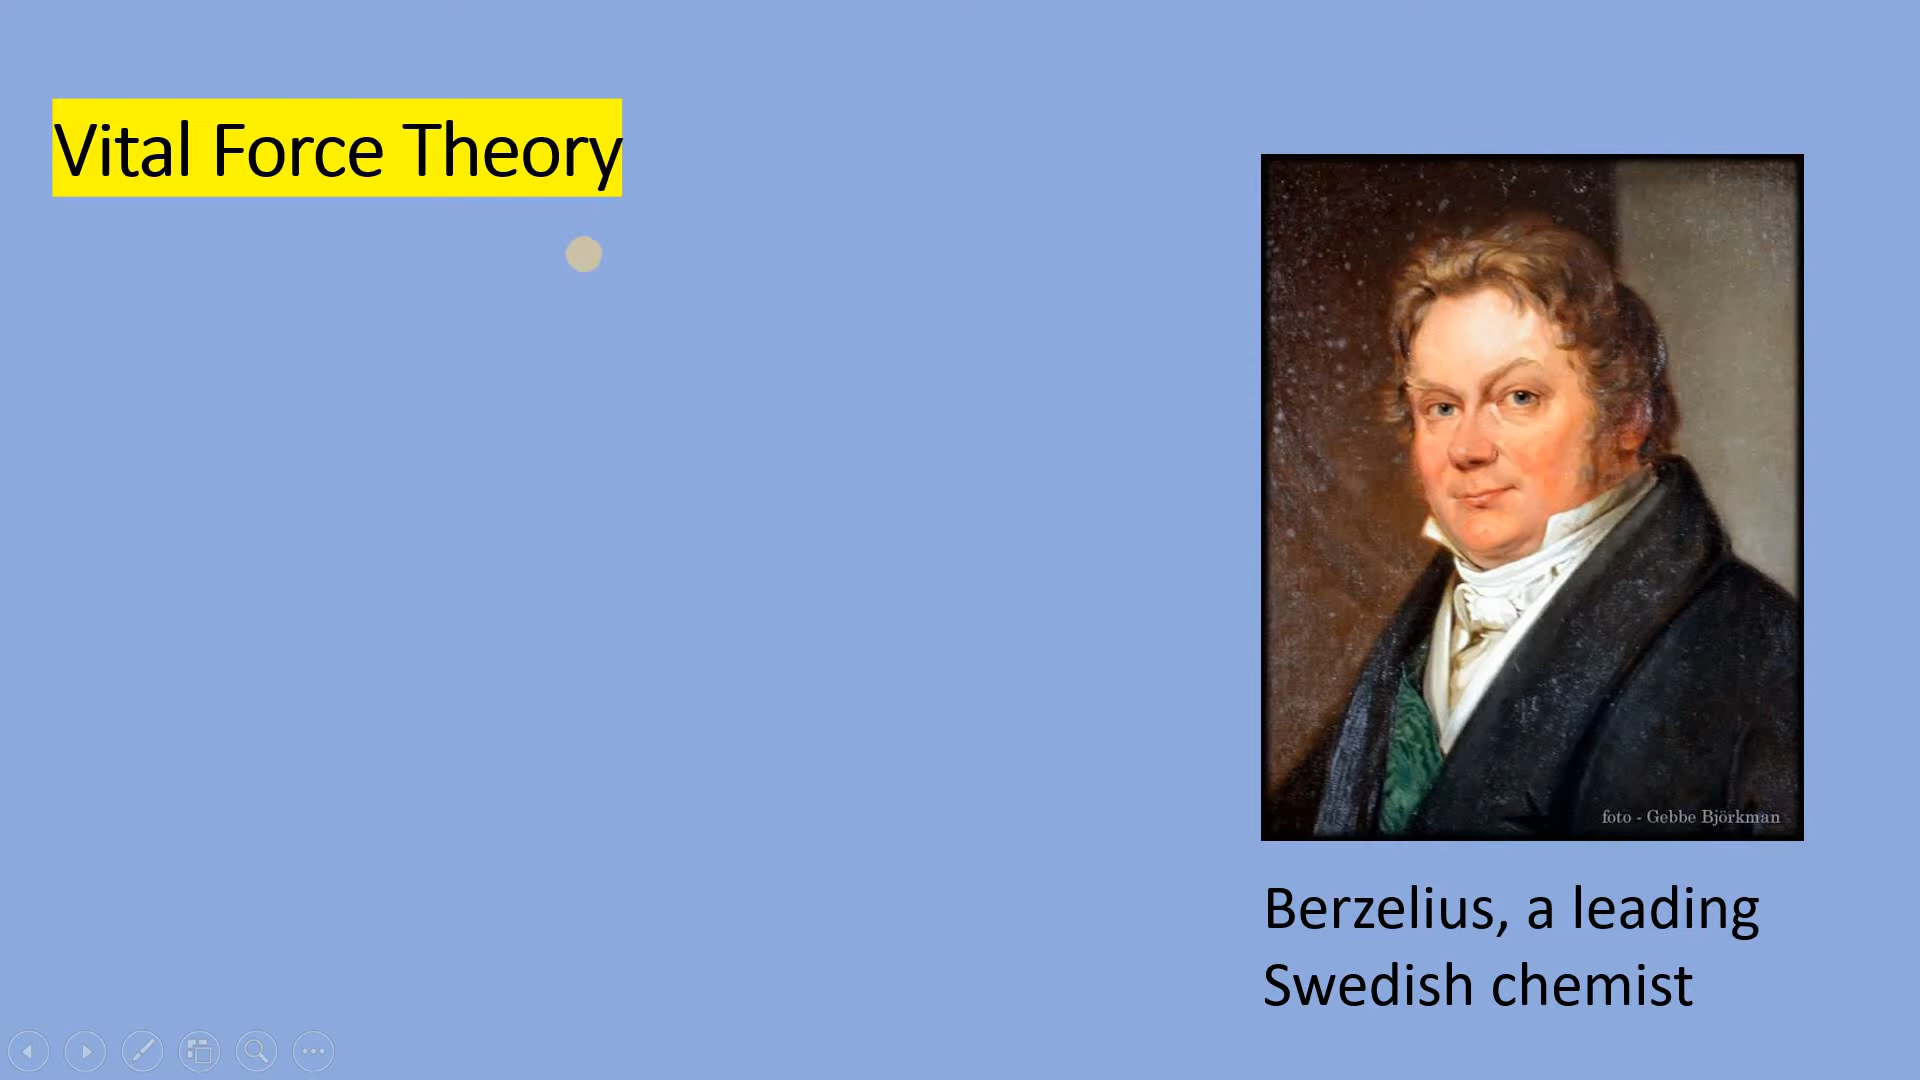 Vital Force Theory
foto - Gebbe Björkman
Berzelius, a leading
Swedish chemist